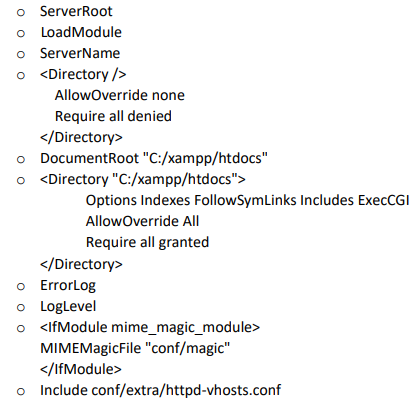 o ServerRoot
o LoadModule
o ServerName
o <Directory />
AllowOverride none
Require all denied
</Directory>
o DocumentRoot "C:/xampp/htdocs"
o <Directory "C:/xampp/htdocs">
Options Indexes FollowSymLinks Includes ExecCGI
AllowOverride All
Require all granted
</Directory>
o ErrorLog
o LogLevel
o <IfModule mime_magic_module>
MIMEMagicFile "conf/magic"
</IfModule>
o Include conf/extra/httpd-vhosts.conf